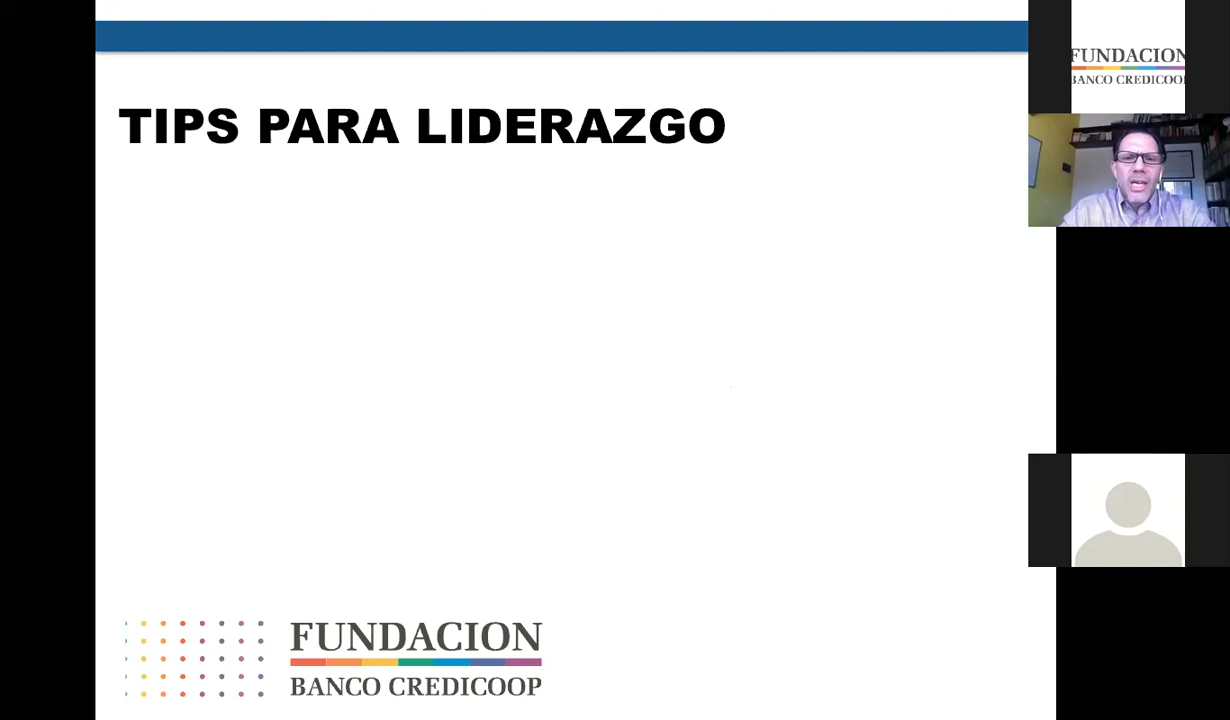 TIPS PARA LIDERAZGO
FUNDACION
BANCO CREDICOOP
FUNDACION
BANCO CREDICOOP